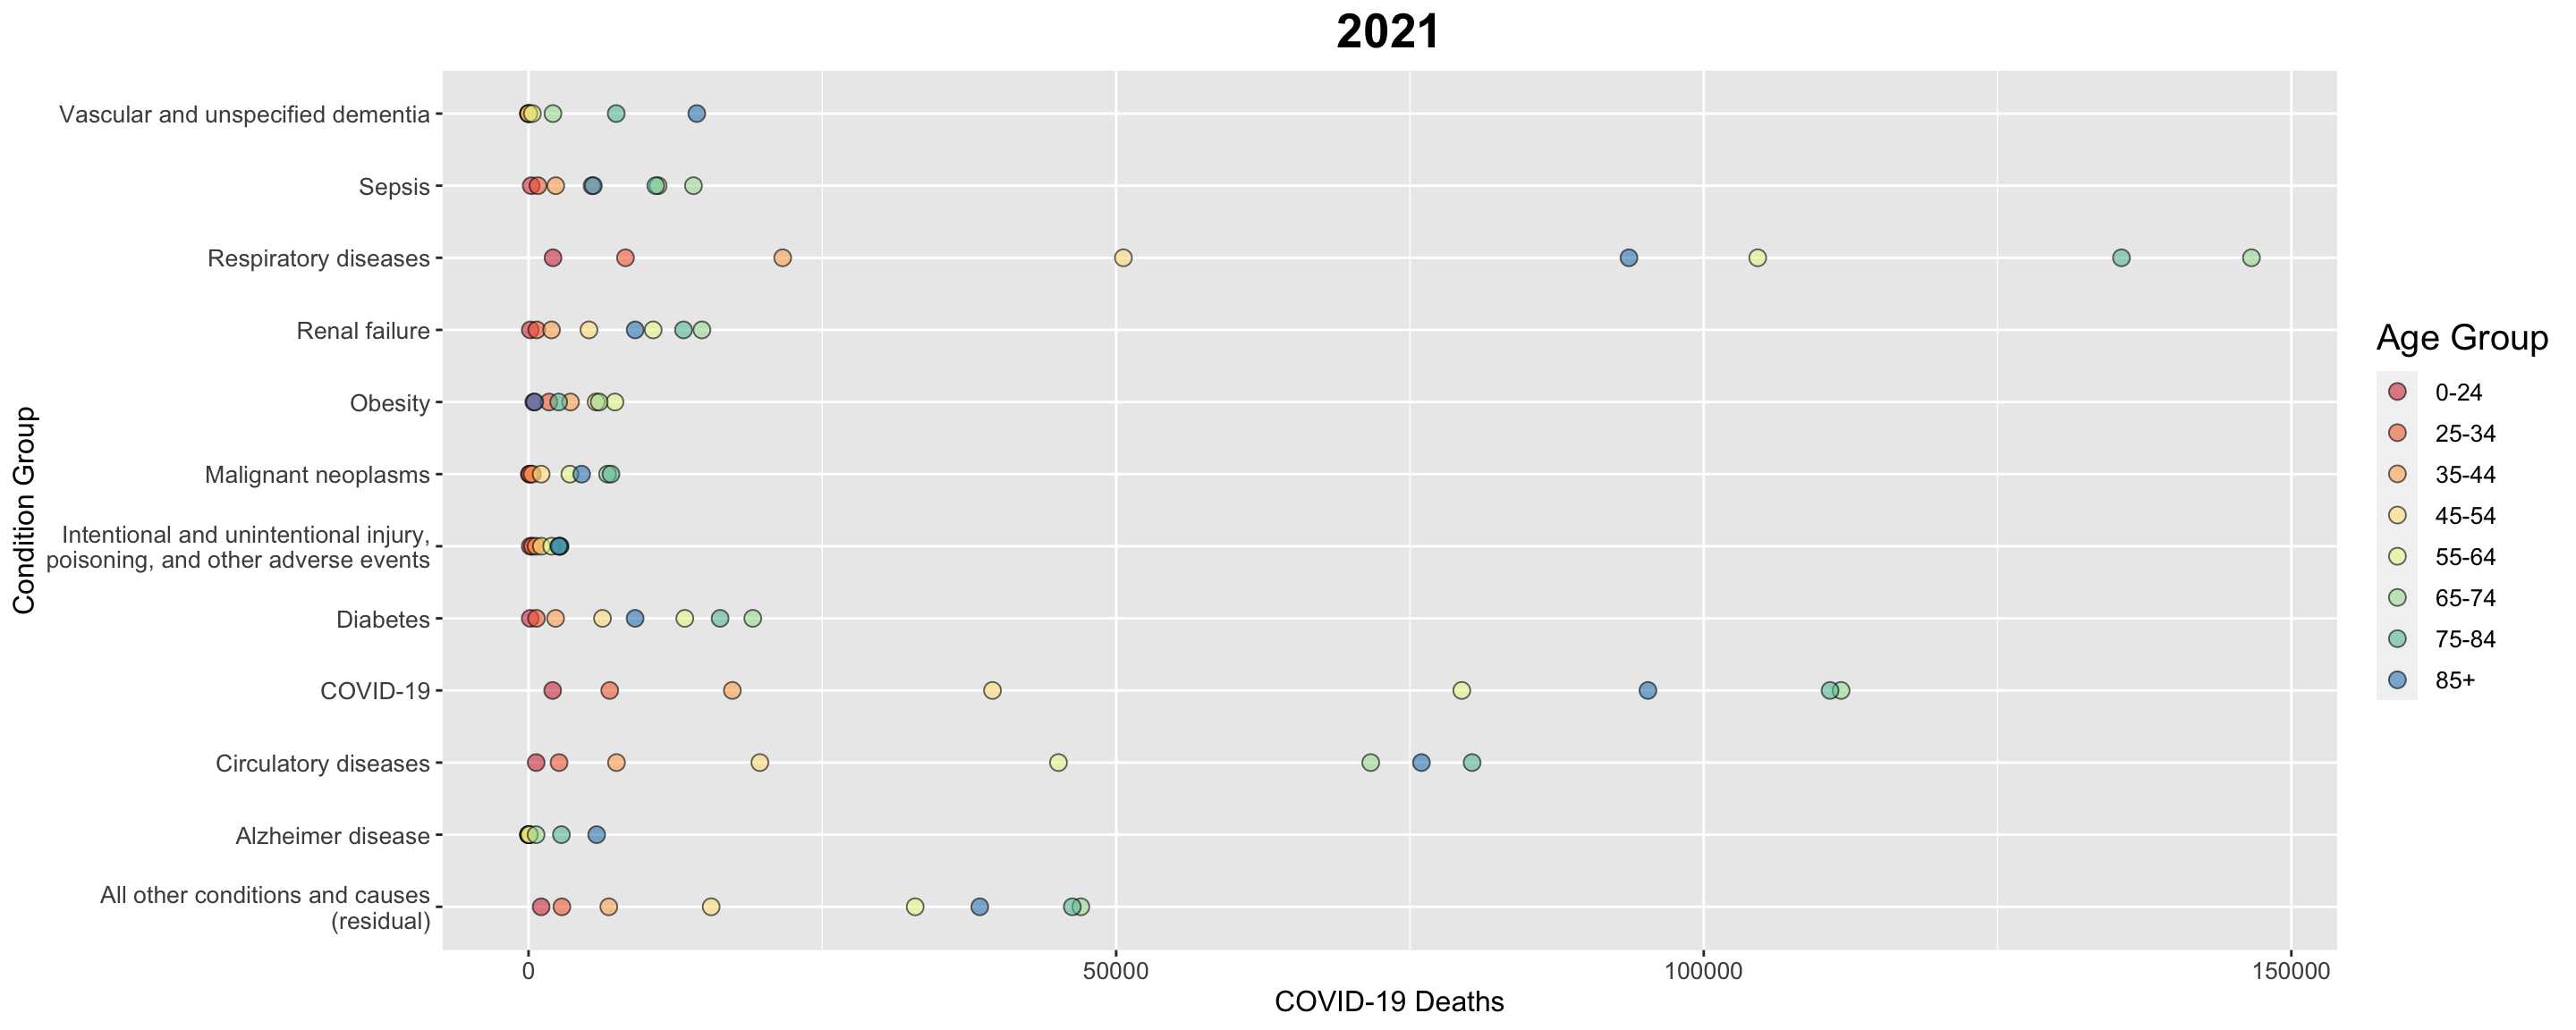 2021
Condition Group
Vascular and unspecified dementia
Sepsis
Respiratory diseases
Renal failure
Obesity
Malignant neoplasms
Intentional and unintentional injury,
poisoning, and other adverse events
Diabetes
COVID-19
Circulatory diseases
Alzheimer disease
All other conditions and causes
(residual)
0
50000
100000
150000
COVID-19 Deaths
Age Group
0-24
25-34
35-44
45-54
55-64
65-74
75-84
85+